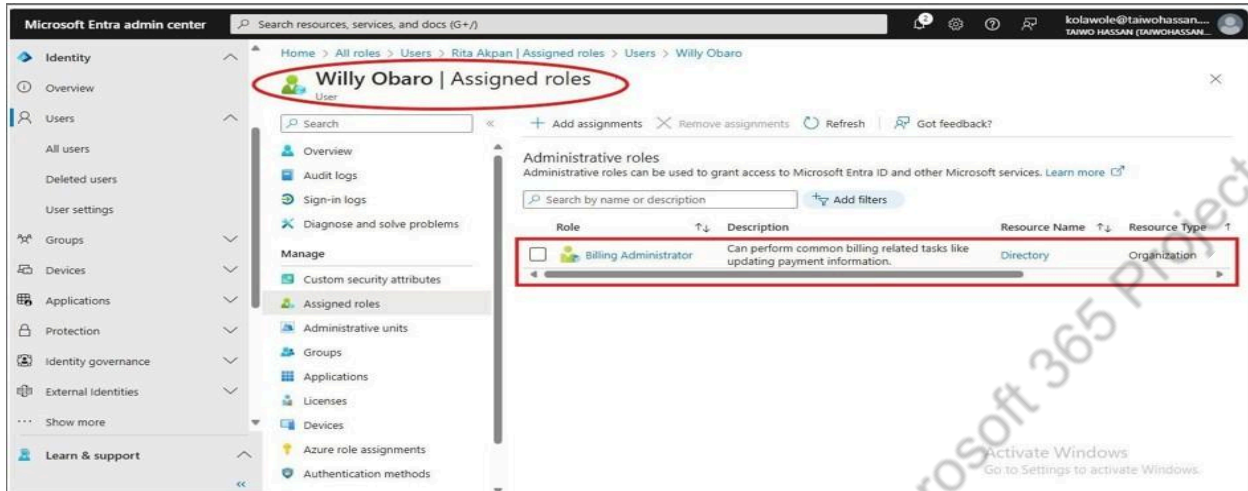 Microsoft Entra admin center
Search resources, services, and docs (G+/)
2
kolawole@taiwohassan....
TAIWO HASSAN (TAIWOHASSAN...
Identity
Overview
Users
All users
Deleted users
User settings
Groups
Devices
Applications
Protection
Identity governance
External Identities
Show more
Learn & support
Home > All roles > Users > Rita Akpan | Assigned roles > Users > Willy Obaro
Willy Obaro | Assigned roles
User
Search
Overview
Audit logs
Sign-in logs
Diagnose and solve problems
Manage
Custom security attributes
Assigned roles
Administrative units
Groups
Applications
Licenses
Devices
Azure role assignments
Authentication methods
Add assignments Remove assignments Refresh Got feedback?
Administrative roles
Administrative roles can be used to grant access to Microsoft Entra ID and other Microsoft services. Learn more
Search by name or description
Add filters
Role Description Resource Name Resource Type
Billing Administrator Can perform common billing related tasks like Directory Organization
updating payment information.
rosoft 365 Project
Activate Windows
Go to Settings to activate Windows.